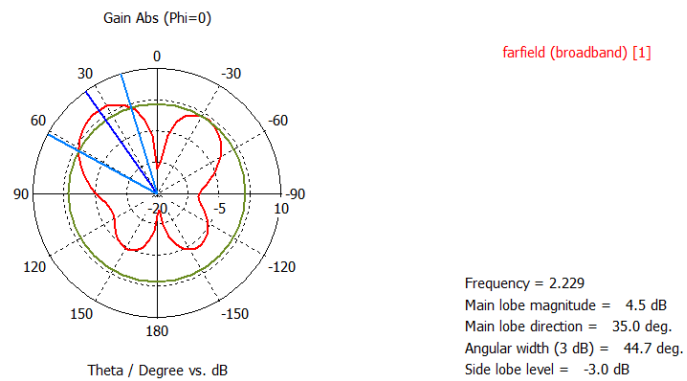 Gain Abs (Phi=0)
farfield (broadband) [1]
0
30
-30
60
-60
90
-20
-5
10
-90
120
-120
150
-150
180
Frequency = 2.229
Main lobe magnitude = 4.5 dB
Main lobe direction = 35.0 deg.
Angular width (3 dB) = 44.7 deg.
Side lobe level = -3.0 dB
Theta / Degree vs. dB